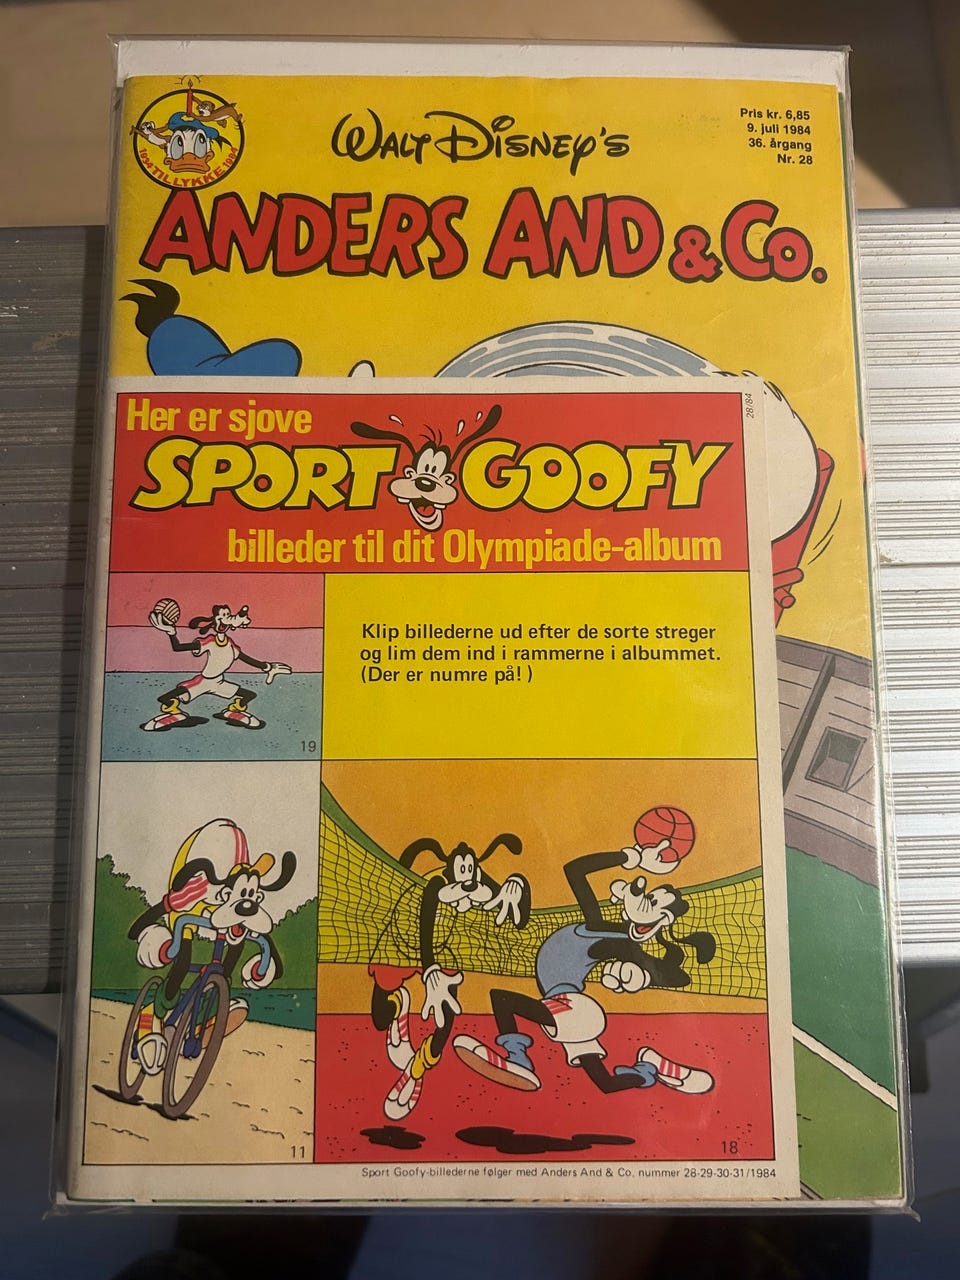 1934 TILLYKKE 1984
WALT DISNEY'S
Pris kr. 6,85
9. juli 1984
36. årgang
Nr. 28
ANDERS AND & Co.
28/84
Her er sjove
SPORT GOOFY
billeder til dit Olympiade-album
Klip billederne ud efter de sorte streger
og lim dem ind i rammerne i albummet.
(Der er numre på!)
19
11
18
Sport Goofy-billederne følger med Anders And & Co. nummer 28-29-30-31/1984